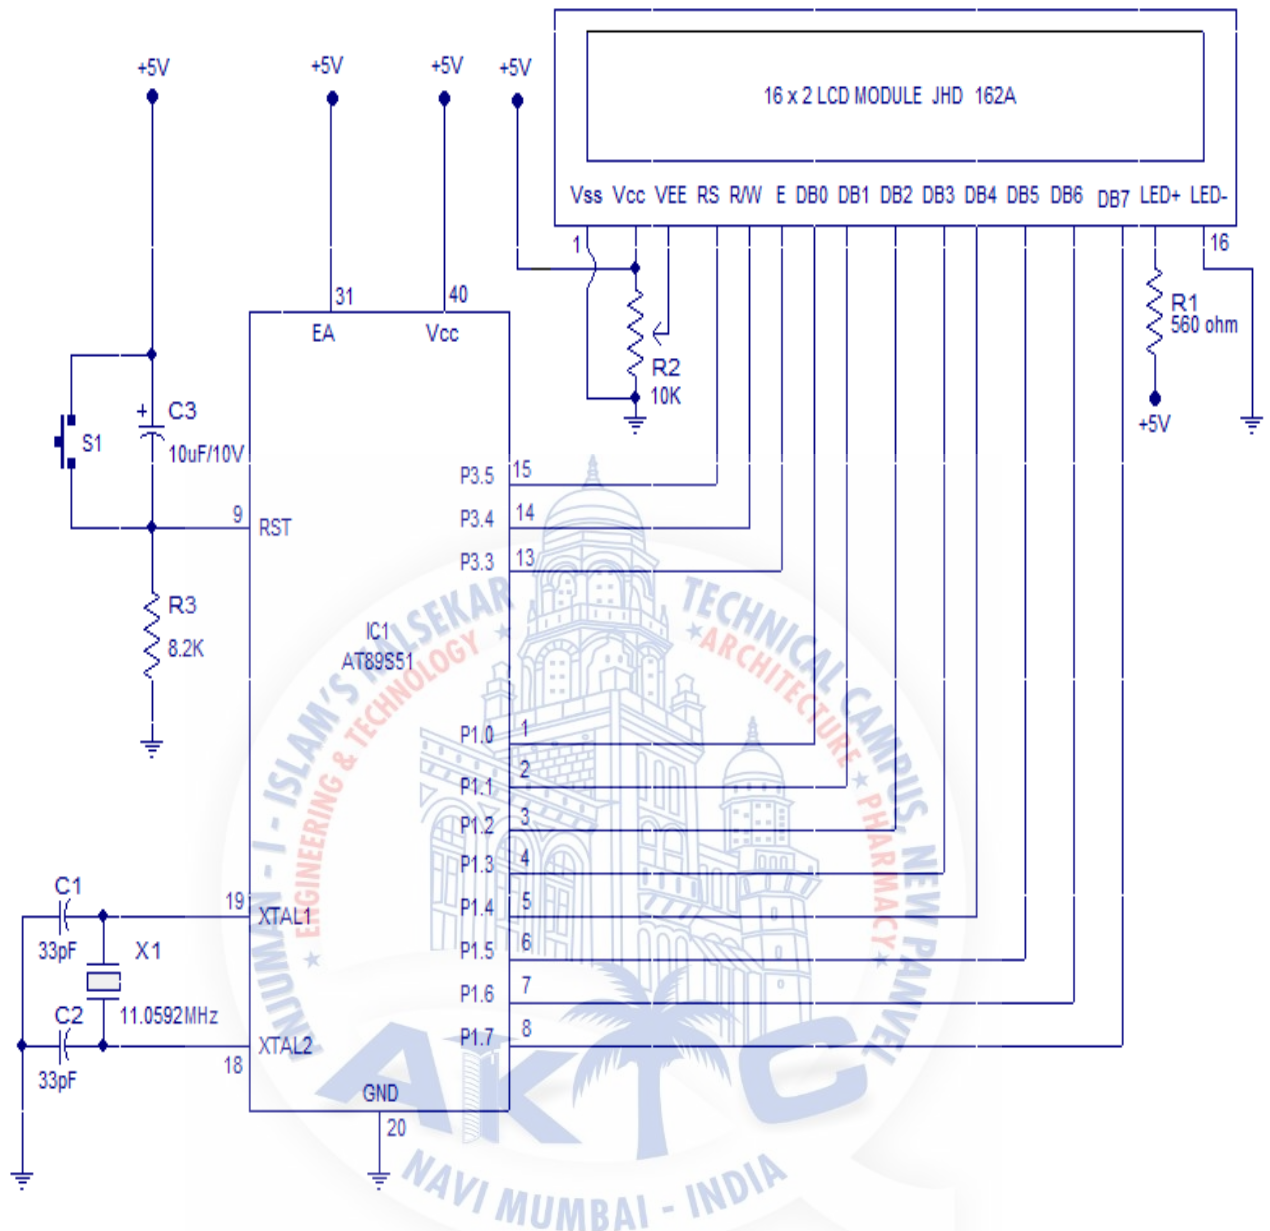 +5V
+5V
+5V
+5V
16 x 2 LCD MODULE JHD 162A
Vss Vcc VEE RS R/W E DB0 DB1 DB2 DB3 DB4 DB5 DB6 DB7 LED+ LED-
1
16
31
40
EA
Vcc
R1
560 ohm
+5V
R2
10K
C3
+
10uF/10V
S1
9
RST
R3
8.2K
IC1
AT89S51
P3.5
15
P3.4
14
P3.3
13
P1.0
1
P1.1
2
P1.2
3
P1.3
4
P1.4
5
P1.5
6
P1.6
7
P1.7
8
C1
33pF
19
XTAL1
X1
11.0592MHz
C2
33pF
18
XTAL2
GND
20
ANJUMAN - I - ISLAM'S KALSEKAR TECHNICAL CAMPUS, NEW PANVEL
★ ENGINEERING & TECHNOLOGY ★ ★ ARCHITECTURE ★ PHARMACY ★
AKTC
NAVI MUMBAI - INDIA